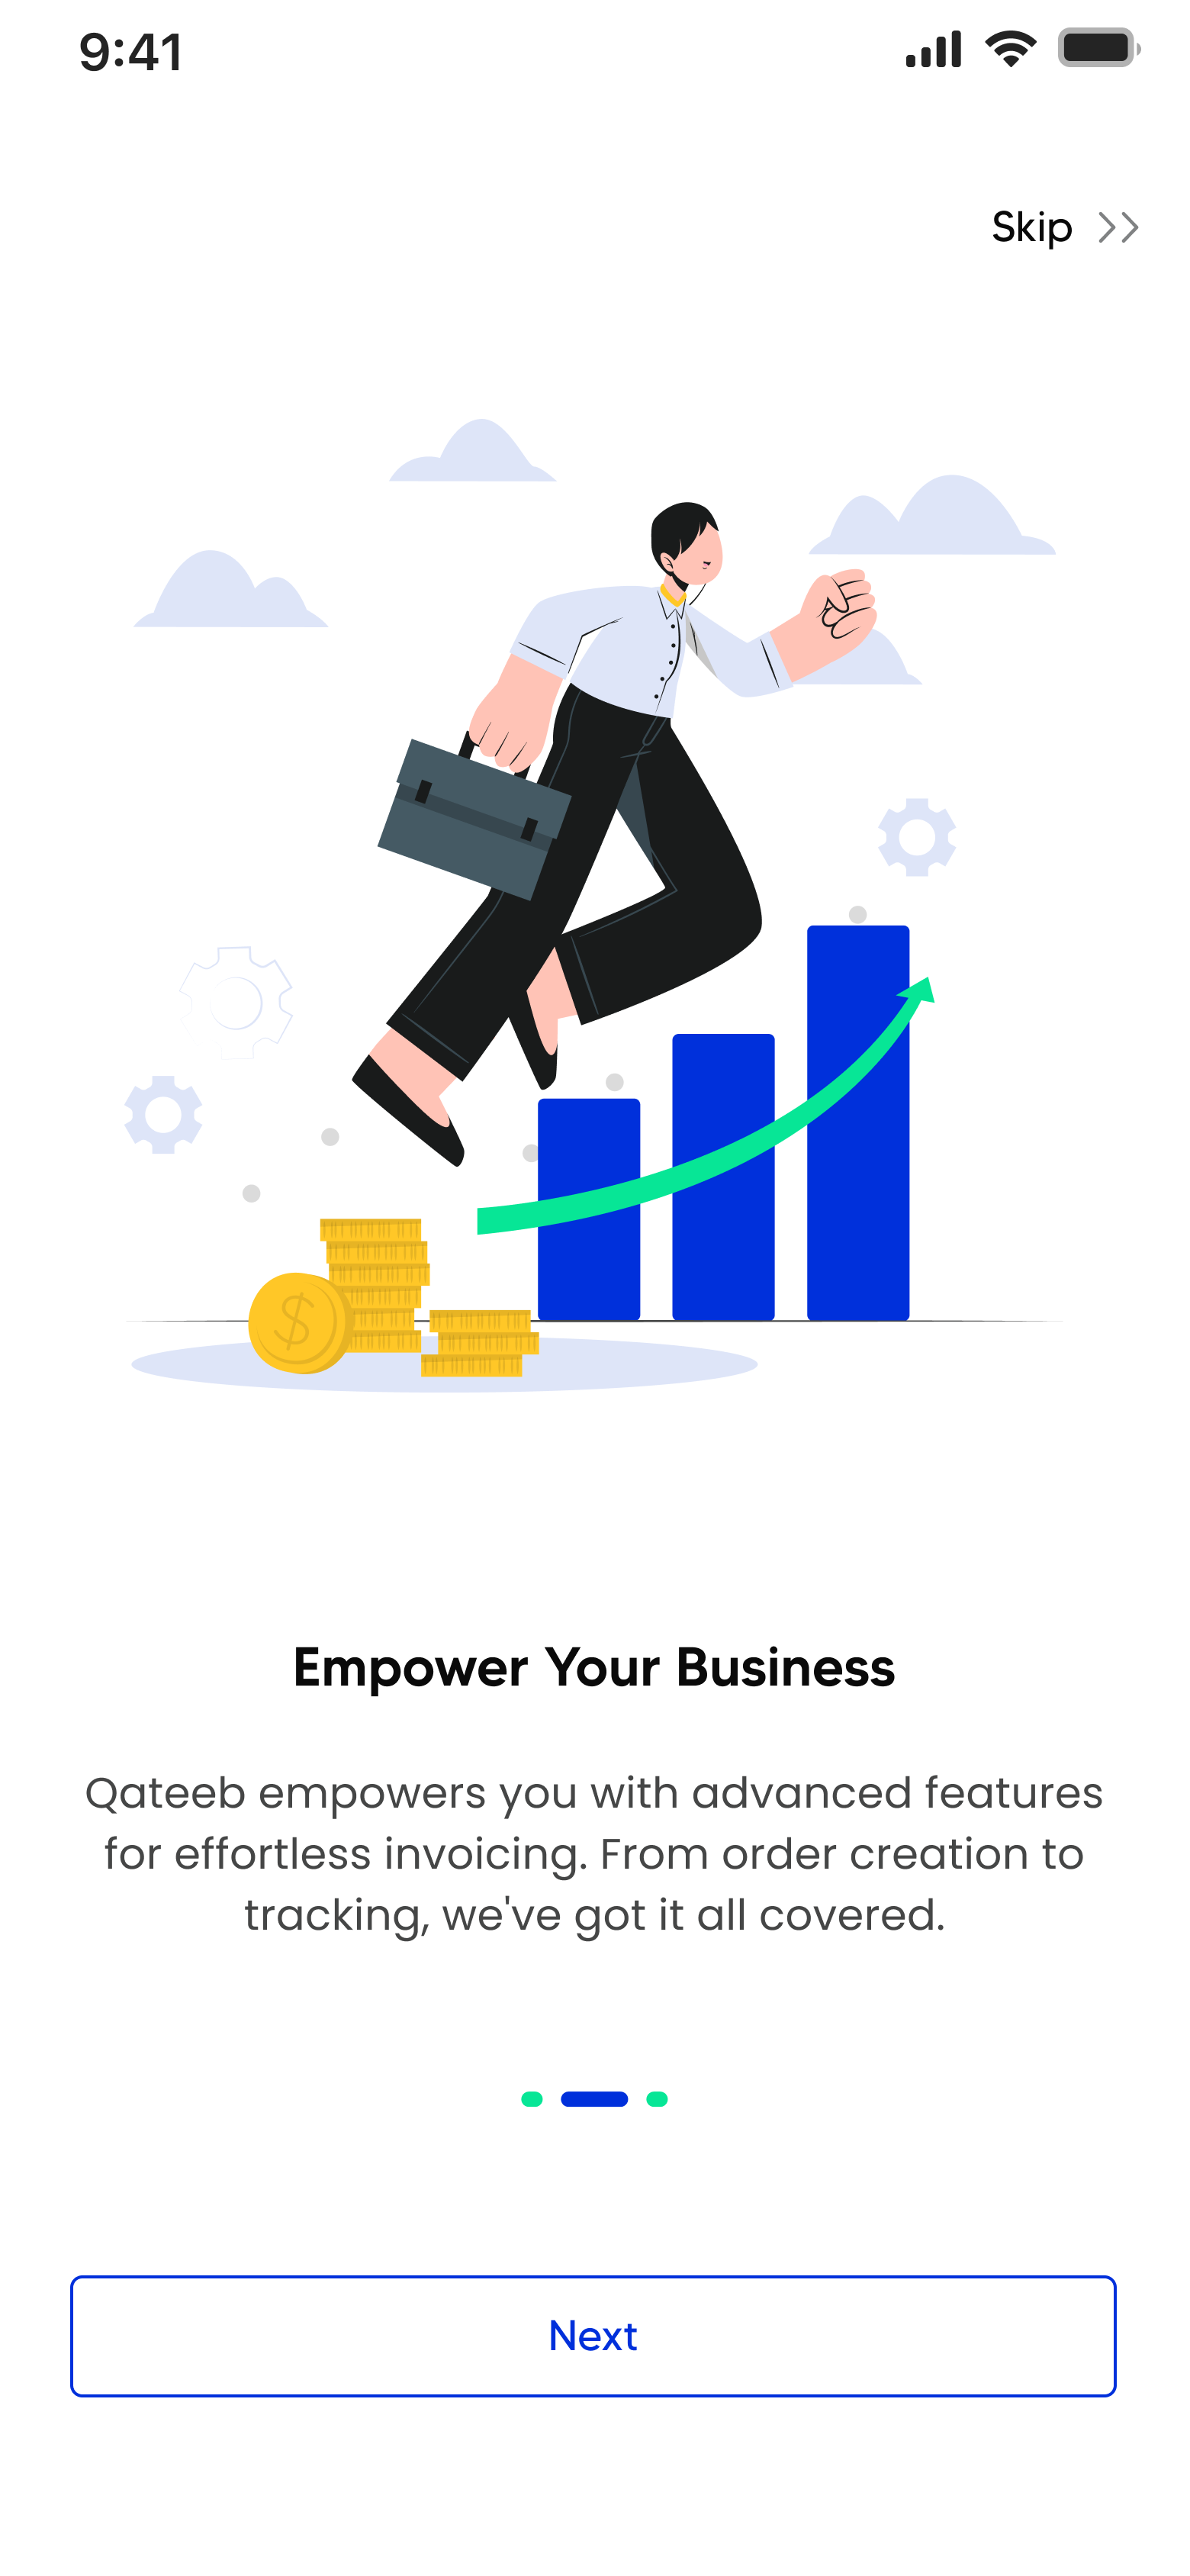 9:41
Skip
$
Empower Your Business
Qateeb empowers you with advanced features
for effortless invoicing. From order creation to
tracking, we've got it all covered.
Next